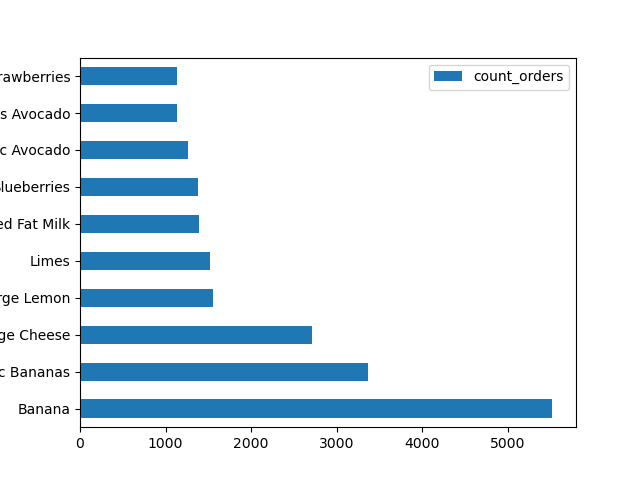 count_orders
rawberries
s Avocado
c Avocado
lueberries
ed Fat Milk
Limes
rge Lemon
ge Cheese
c Bananas
Banana
0 1000 2000 3000 4000 5000